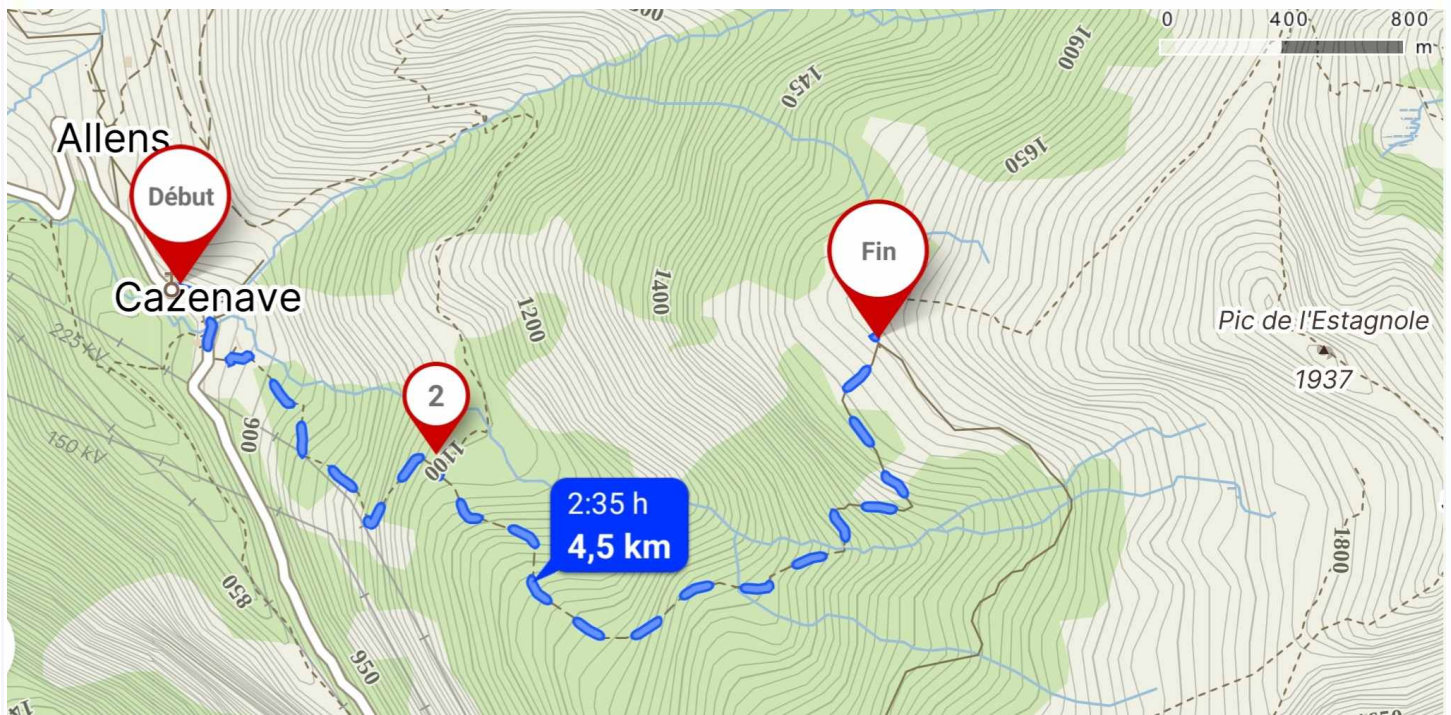 0 400 800
m
1600
1450
1650
Allens
Début
Fin
Cazenave
1400
1200
Pic de l'Estagnole
1937
225 kV
2
900
1100
150 kV
2:35 h
4,5 km
1800
850
950